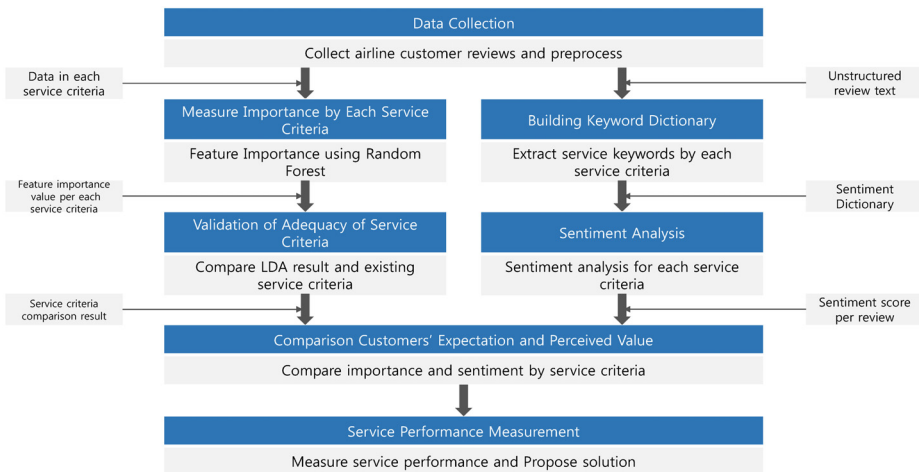 Data Collection
Collect airline customer reviews and preprocess
Data in each
service criteria
Unstructured
review text
Measure Importance by Each Service
Criteria
Feature Importance using Random
Forest
Building Keyword Dictionary
Extract service keywords by each
service criteria
Feature importance
value per each
service criteria
Sentiment
Dictionary
Validation of Adequacy of Service
Criteria
Compare LDA result and existing
service criteria
Sentiment Analysis
Sentiment analysis for each service
criteria
Service criteria
comparison result
Sentiment score
per review
Comparison Customers' Expectation and Perceived Value
Compare importance and sentiment by service criteria
Service Performance Measurement
Measure service performance and Propose solution